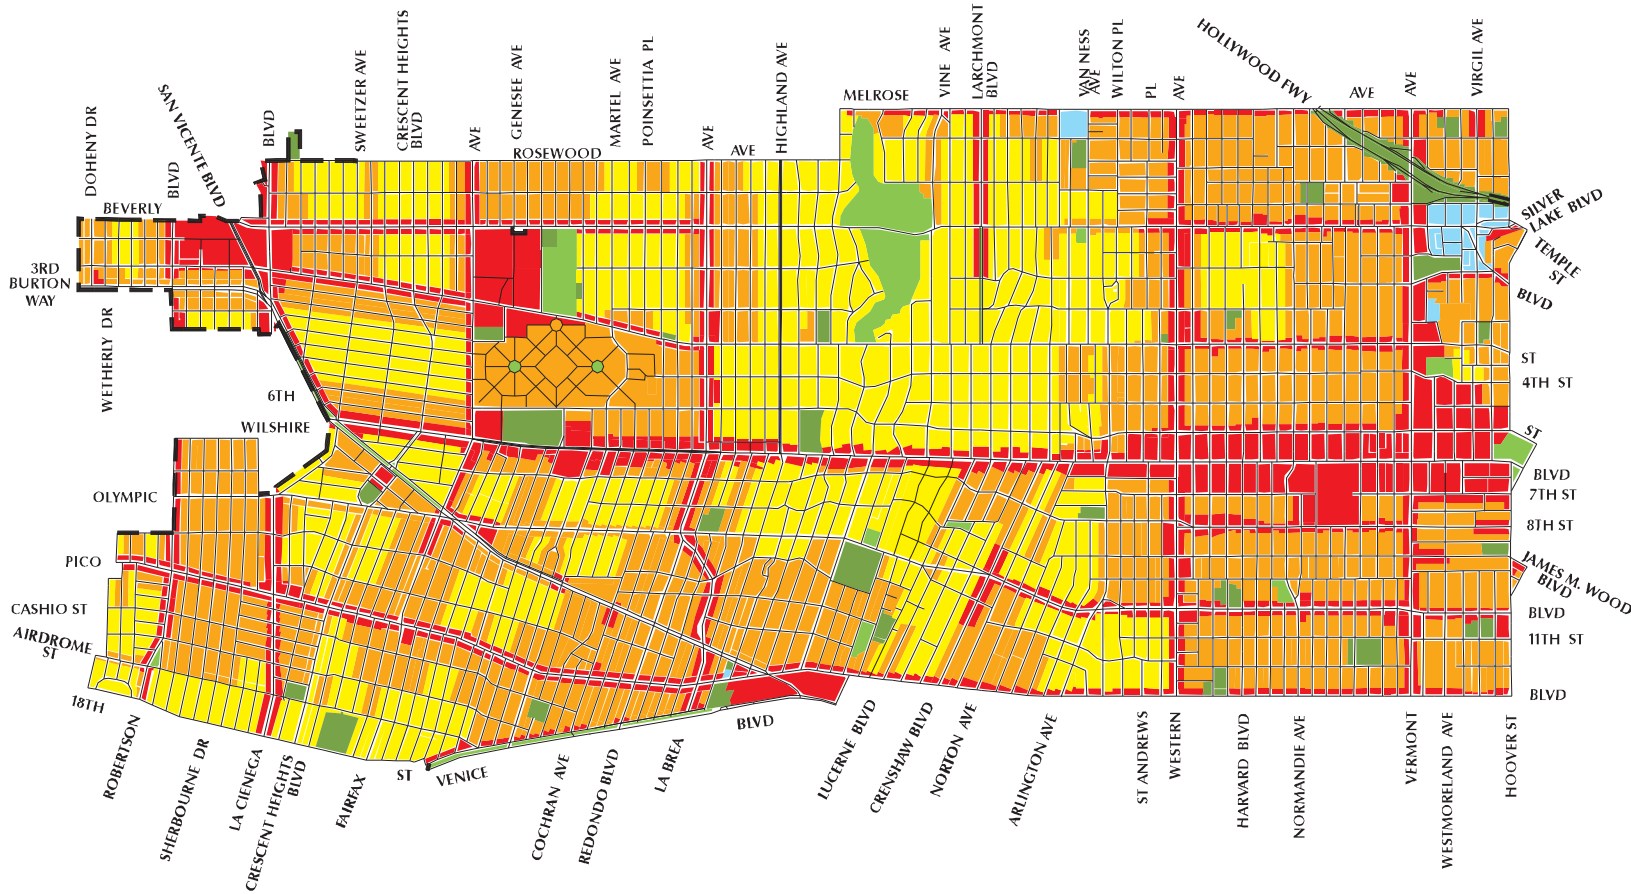 DOHENY DR
BLVD
SAN VICENTE BLVD
BLVD
SWEETZER AVE
CRESCENT HEIGHTS
BLVD
AVE
GENESEE AVE
MARTEL AVE
POINSETTIA PL
AVE
HIGHLAND AVE
MELROSE
VINE AVE
LARCHMONT
BLVD
VAN NESS
AVE
WILTON PL
PL
AVE
HOLLYWOOD FWY
AVE
AVE
VIRGIL AVE
ROSEWOOD
AVE
BEVERLY
SILVER
LAKE BLVD
TEMPLE
ST
BLVD
3RD
BURTON
WAY
WETHERLY DR
6TH
ST
4TH ST
WILSHIRE
ST
BLVD
OLYMPIC
7TH ST
8TH ST
PICO
JAMES M. WOOD
BLVD
CASHIO ST
BLVD
AIRDROME
ST
11TH ST
18TH
BLVD
ROBERTSON
SHERBOURNE DR
LA CIENEGA
CRESCENT HEIGHTS
BLVD
FAIRFAX
ST
VENICE
BLVD
COCHRAN AVE
REDONDO BLVD
LA BREA
LUCERNE BLVD
CRENSHAW BLVD
NORTON AVE
ARLINGTON AVE
ST ANDREWS
WESTERN
HARVARD BLVD
NORMANDIE AVE
VERMONT
WESTMORELAND AVE
HOOVER ST